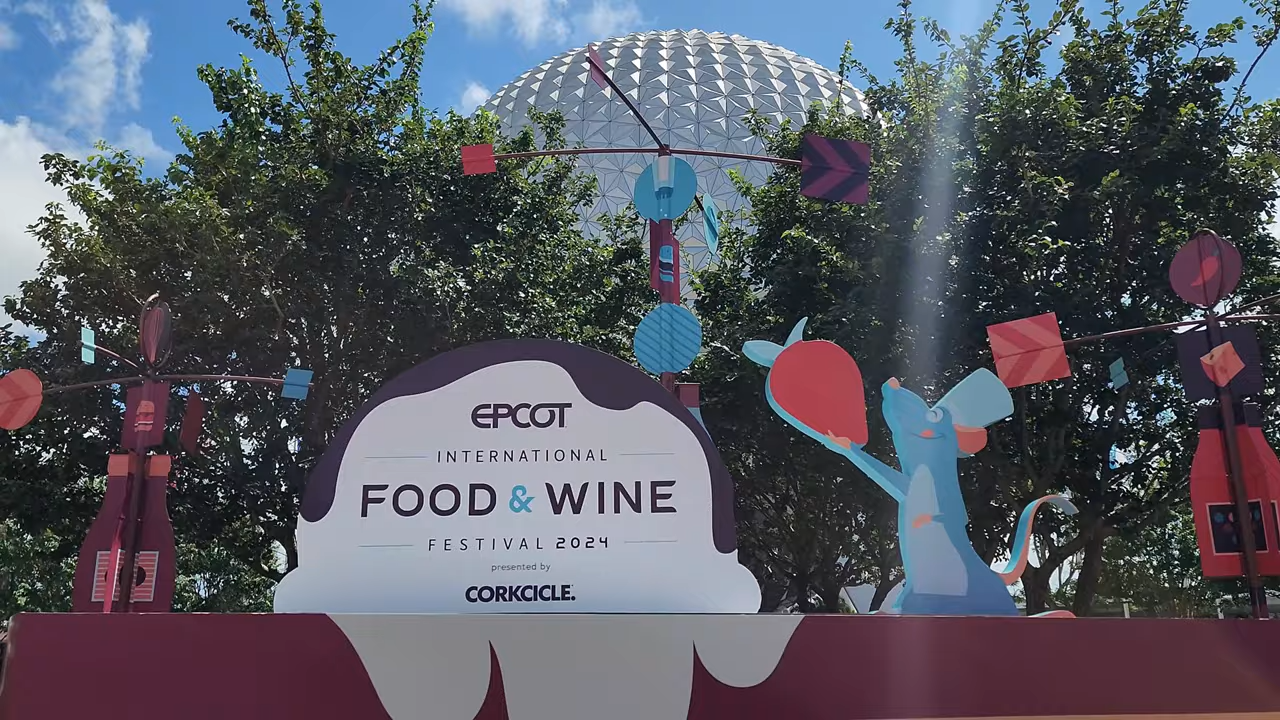 EPCOT
INTERNATIONAL
FOOD & WINE
FESTIVAL 2024
presented by
CORKCICLE.